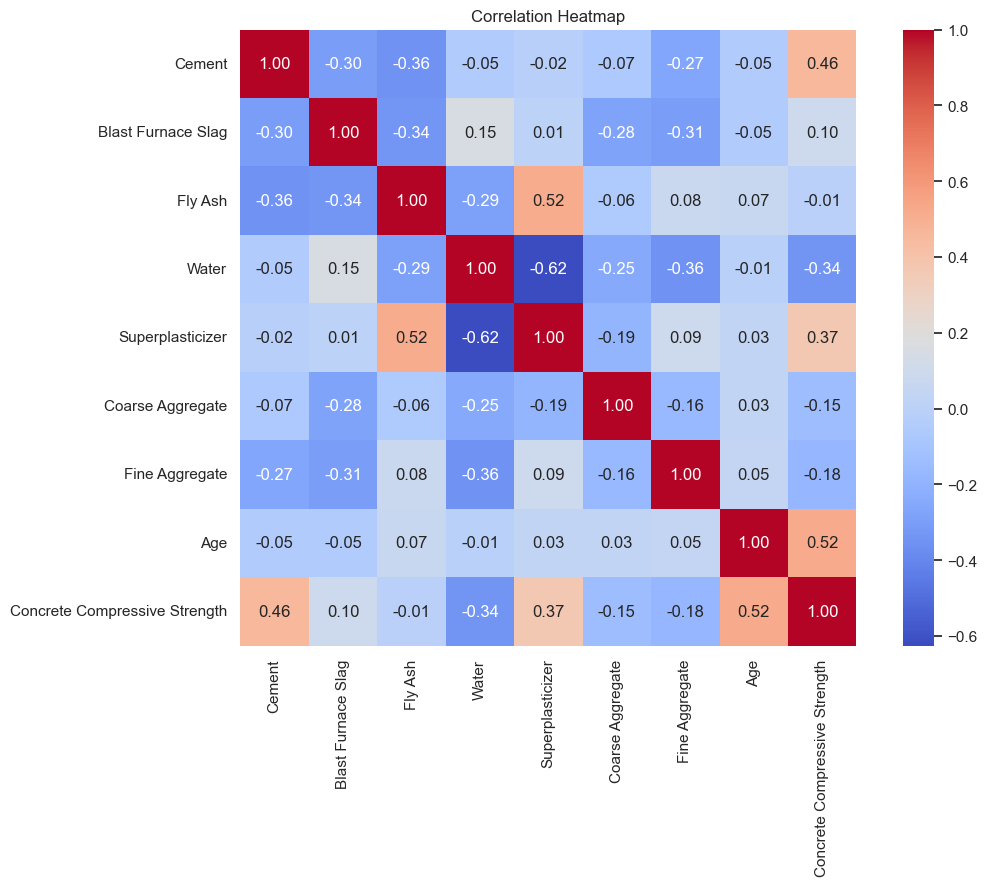 Correlation Heatmap
Cement 1.00 -0.30 -0.36 -0.05 -0.02 -0.07 -0.27 -0.05 0.46
Blast Furnace Slag -0.30 1.00 -0.34 0.15 0.01 -0.28 -0.31 -0.05 0.10
Fly Ash -0.36 -0.34 1.00 -0.29 0.52 -0.06 0.08 0.07 -0.01
Water -0.05 0.15 -0.29 1.00 -0.62 -0.25 -0.36 -0.01 -0.34
Superplasticizer -0.02 0.01 0.52 -0.62 1.00 -0.19 0.09 0.03 0.37
Coarse Aggregate -0.07 -0.28 -0.06 -0.25 -0.19 1.00 -0.16 0.03 -0.15
Fine Aggregate -0.27 -0.31 0.08 -0.36 0.09 -0.16 1.00 0.05 -0.18
Age -0.05 -0.05 0.07 -0.01 0.03 0.03 0.05 1.00 0.52
Concrete Compressive Strength 0.46 0.10 -0.01 -0.34 0.37 -0.15 -0.18 0.52 1.00
Cement
Blast Furnace Slag
Fly Ash
Water
Superplasticizer
Coarse Aggregate
Fine Aggregate
Age
Concrete Compressive Strength
1.0
0.8
0.6
0.4
0.2
0.0
−0.2
−0.4
−0.6